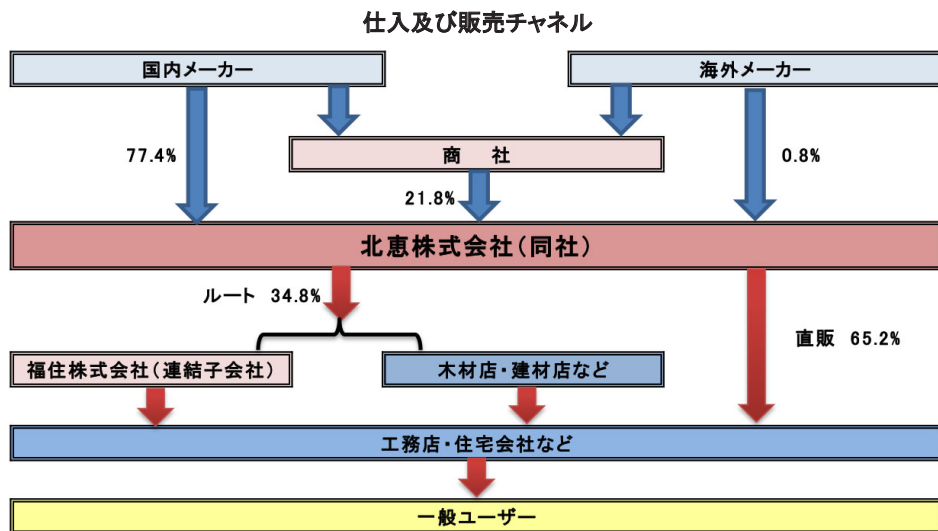 仕入及び販売チャネル
国内メーカー
海外メーカー
77.4%
商 社
0.8%
21.8%
北恵株式会社(同社)
ルート 34.8%
直販 65.2%
福住株式会社(連結子会社)
木材店・建材店など
工務店・住宅会社など
一般ユーザー